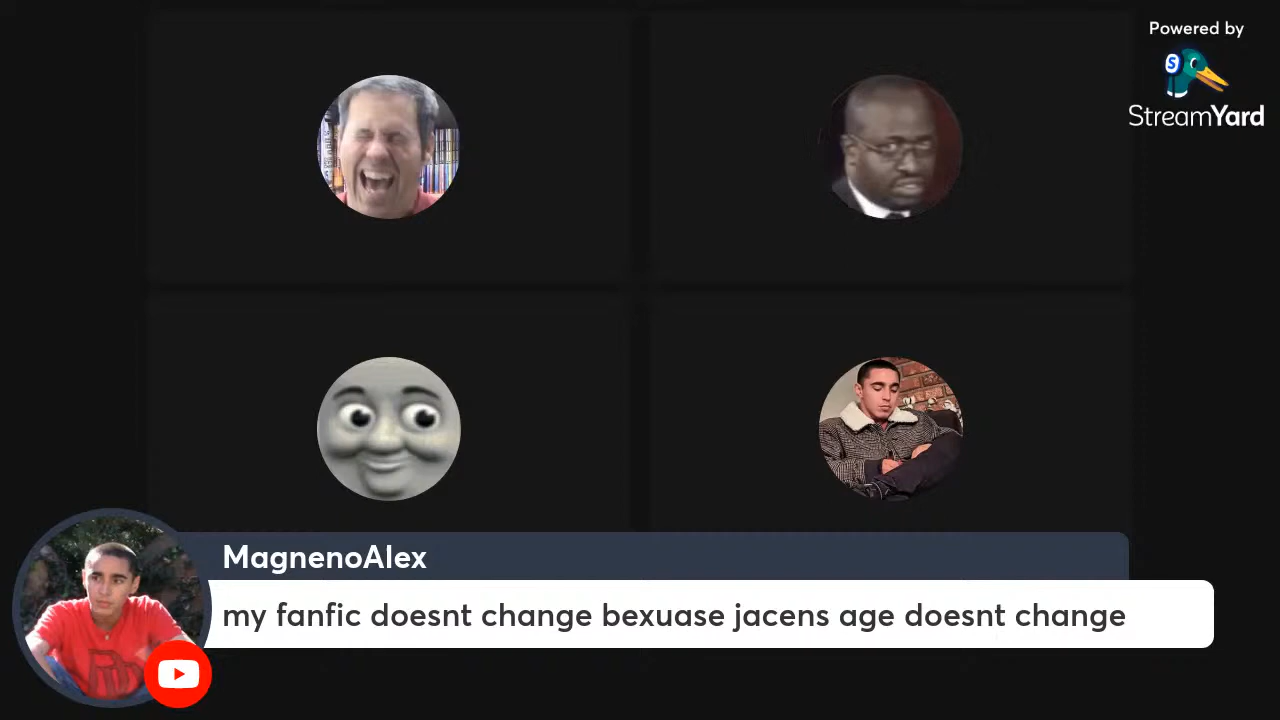 Powered by
S
StreamYard
MagnenoAlex
my fanfic doesnt change bexuase jacens age doesnt change